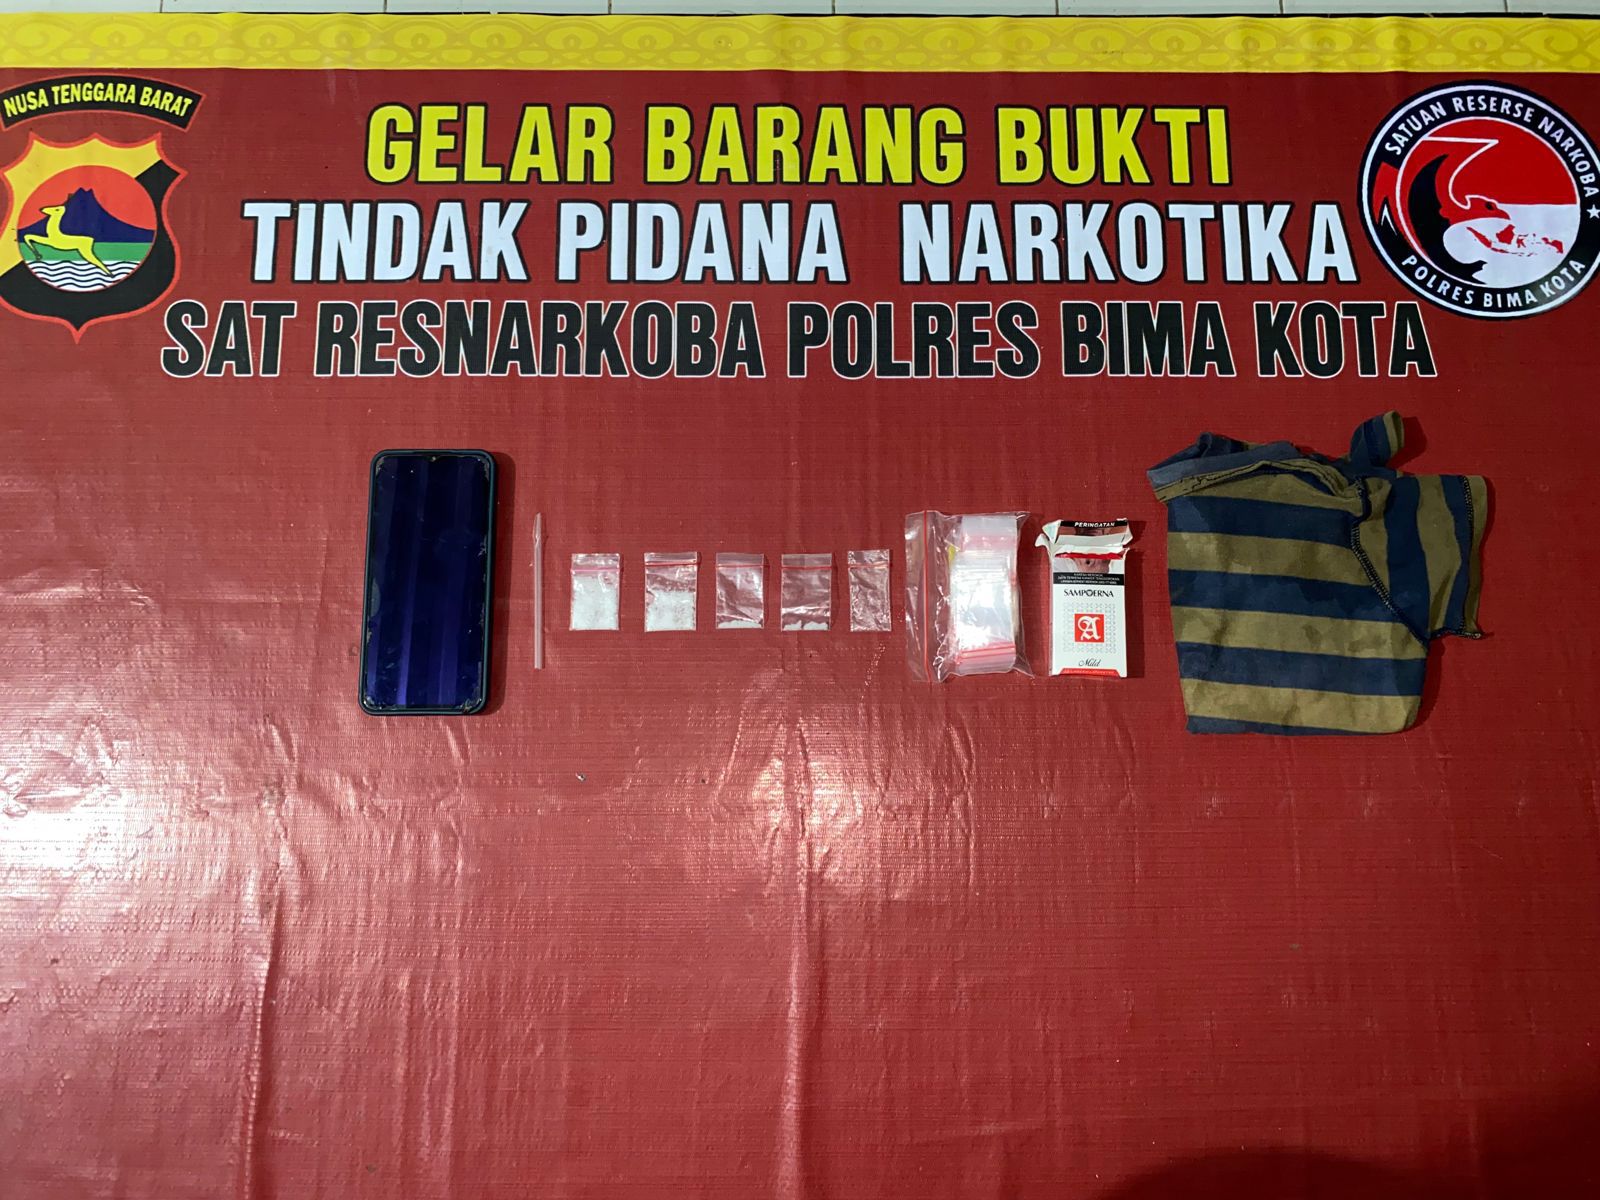 NUSA TENGGARA BARAT
GELAR BARANG BUKTI
TINDAK PIDANA NARKOTIKA
SAT RESNARKOBA POLRES BIMA KOTA
SATUAN RESERSE NARKOBA
POLRES BIMA KOTA
PERINGATAN
SAMPOERNA
A
Mild